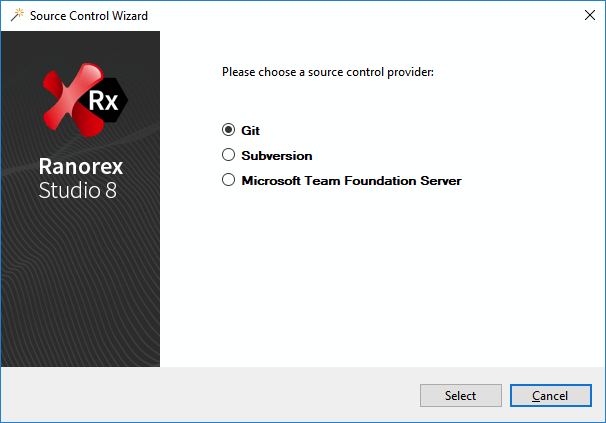 Source Control Wizard
Please choose a source control provider:
Rx
Ranorex
Studio 8
Git
Subversion
Microsoft Team Foundation Server
Select
Cancel